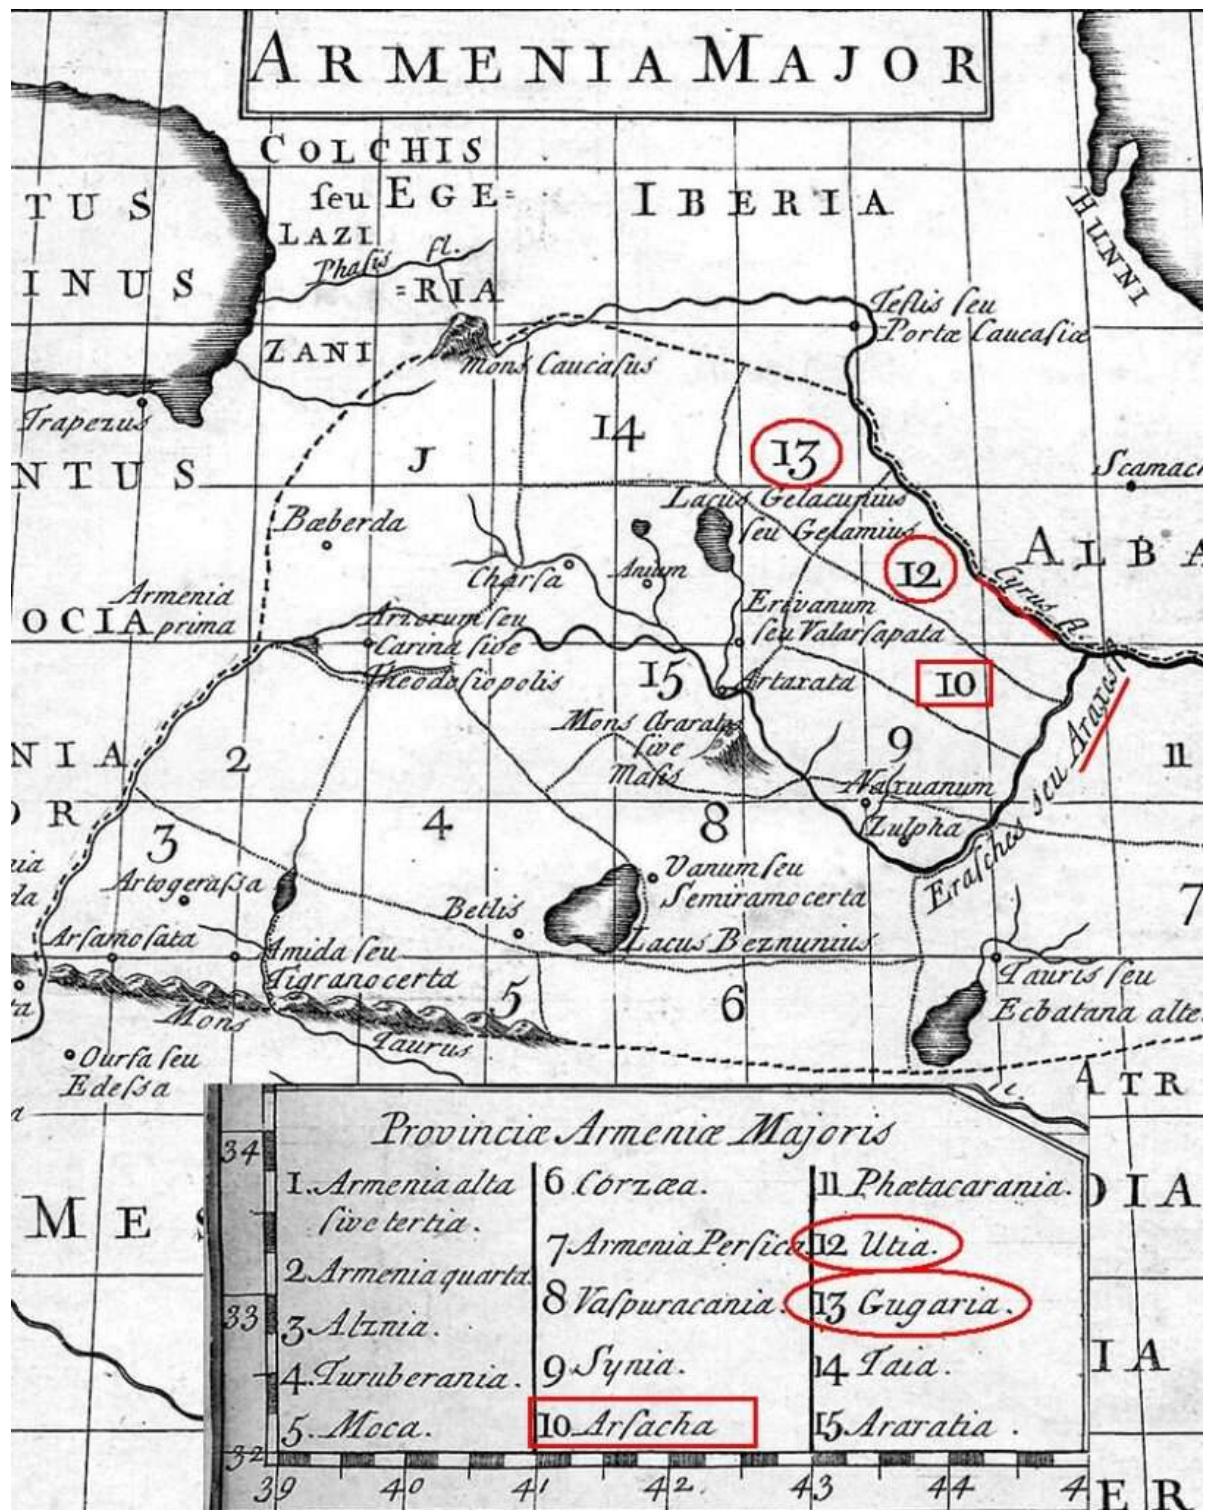 ARMENIA MAJOR
COLCHIS
ſeu EGE=
LAZI
Phaſis fl.
=RIA
ZANI
IBERIA
HUNNI
TUS
INUS
Teflis ſeu
Portæ Caucaſiæ
Mons Caucaſus
Trapezus
NTUS
J
14
13
Scamac
Lacus Gelacunius
ſeu Gelamius
Bæberda
Charſa
Anium
12
ALBA
Cyrus fl.
Armenia
prima
OCIA
Arzerum ſeu
Carina ſive
Theodoſiopolis
Erivanum
ſeu Valarſapata
15
Artaxata
10
Mons Ararat
ſive
Maſis
9
Eraſches seu Araxes
11
NIA
OR
2
Naxuanum
Zulpha
3
4
8
7
nia
da
Artogeraſſa
Vanum ſeu
Semiramocerta
Betlis
Arſamoſata
Amida ſeu
Tigranocerta
Lacus Beznunius
5
6
Tauris ſeu
Ecbatana alte
ta
Mons
Taurus
Ourfa ſeu
Edeſſa
a
ATR
DIA
MES
IA
ER
Provinciæ Armeniæ Majoris
1. Armenia alta
ſive tertia.
2 Armenia quarta.
3 Alznia.
4. Turuberania.
5. Moca.
6 Corzæa.
7 Armenia Perſica.
8 Vaſpuracania.
9 Synia.
10 Arſacha
11 Phætacarania.
12 Utia.
13 Gugaria.
14 Taia.
15 Araratia.
34
33
32
39 40 41 42 43 44 4